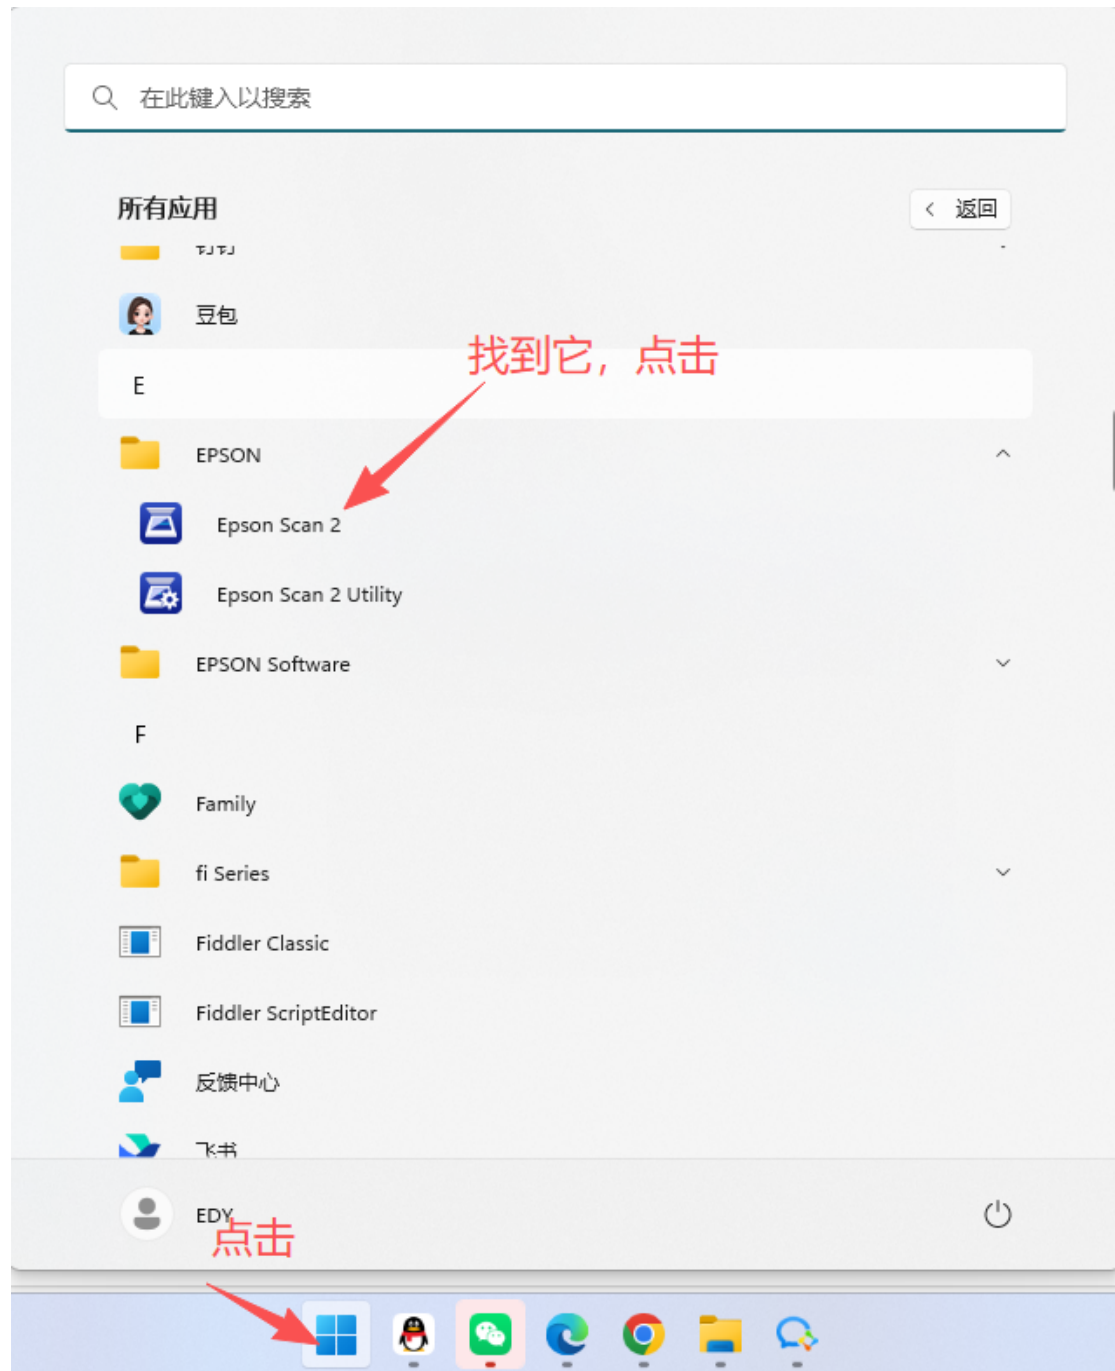 在此键入以搜索
所有应用
返回
钉钉
豆包
找到它，点击
E
EPSON
Epson Scan 2
Epson Scan 2 Utility
EPSON Software
F
Family
fi Series
Fiddler Classic
Fiddler ScriptEditor
反馈中心
飞书
EDY
点击